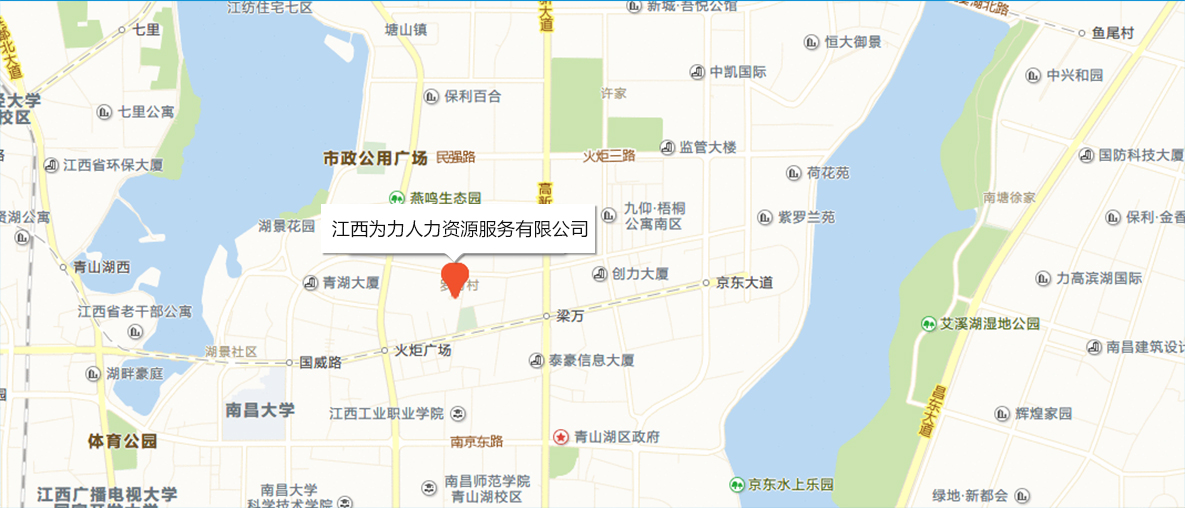 江纺住宅七区
新城·吾悦公馆
七里
塘山镇
大道
鱼尾村
恒大御景
中凯国际
中兴和园
保利百合
许家
七里公寓
大学
校区
江西省环保大厦
市政公用广场
民强路
火炬三路
监管大楼
国防科技大厦
荷花苑
燕鸣生态园
高新
南塘徐家
九仰·梧桐
公寓南区
紫罗兰苑
保利·金香
湖景花园
江西为力人力资源服务有限公司
青山湖西
青湖大厦
村
创力大厦
京东大道
力高滨湖国际
江西省老干部公寓
梁万
艾溪湖湿地公园
湖景社区
国威路
火炬广场
泰豪信息大厦
南昌建筑设计
湖畔豪庭
南昌大学
江西工业职业学院
昌东大道
辉煌家园
体育公园
南京东路
青山湖区政府
南昌师范学院
青山湖校区
京东水上乐园
江西广播电视大学
南昌大学
科学技术学院
绿地·新都会